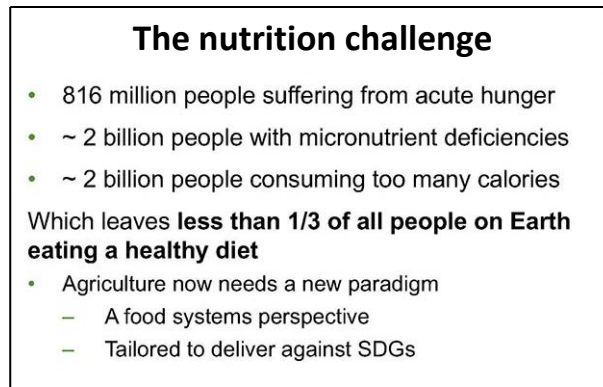 The nutrition challenge
• 816 million people suffering from acute hunger
• ~ 2 billion people with micronutrient deficiencies
• ~ 2 billion people consuming too many calories
Which leaves less than 1/3 of all people on Earth
eating a healthy diet
• Agriculture now needs a new paradigm
– A food systems perspective
– Tailored to deliver against SDGs